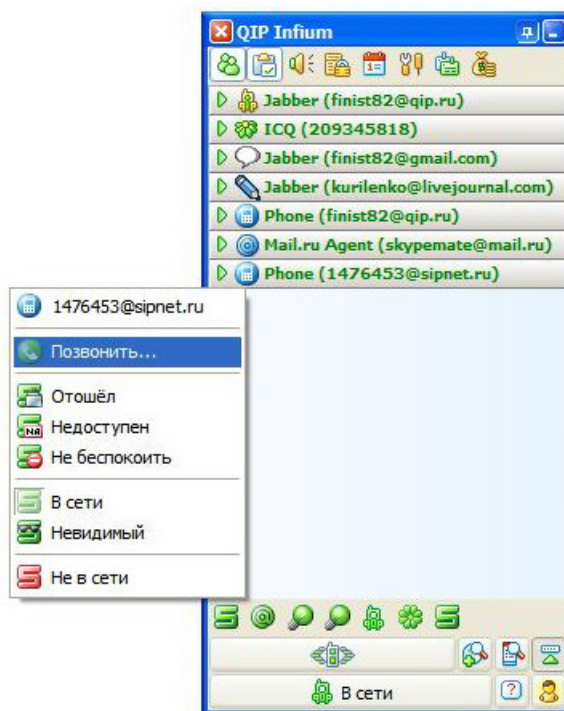 QIP Infium
Jabber (finist82@qip.ru)
ICQ (209345818)
Jabber (finist82@gmail.com)
Jabber (kurilenko@livejournal.com)
Phone (finist82@qip.ru)
Mail.ru Agent (skypemate@mail.ru)
Phone (1476453@sipnet.ru)
1476453@sipnet.ru
Позвонить...
Отошёл
Недоступен
Не беспокоить
В сети
Невидимый
Не в сети
В сети